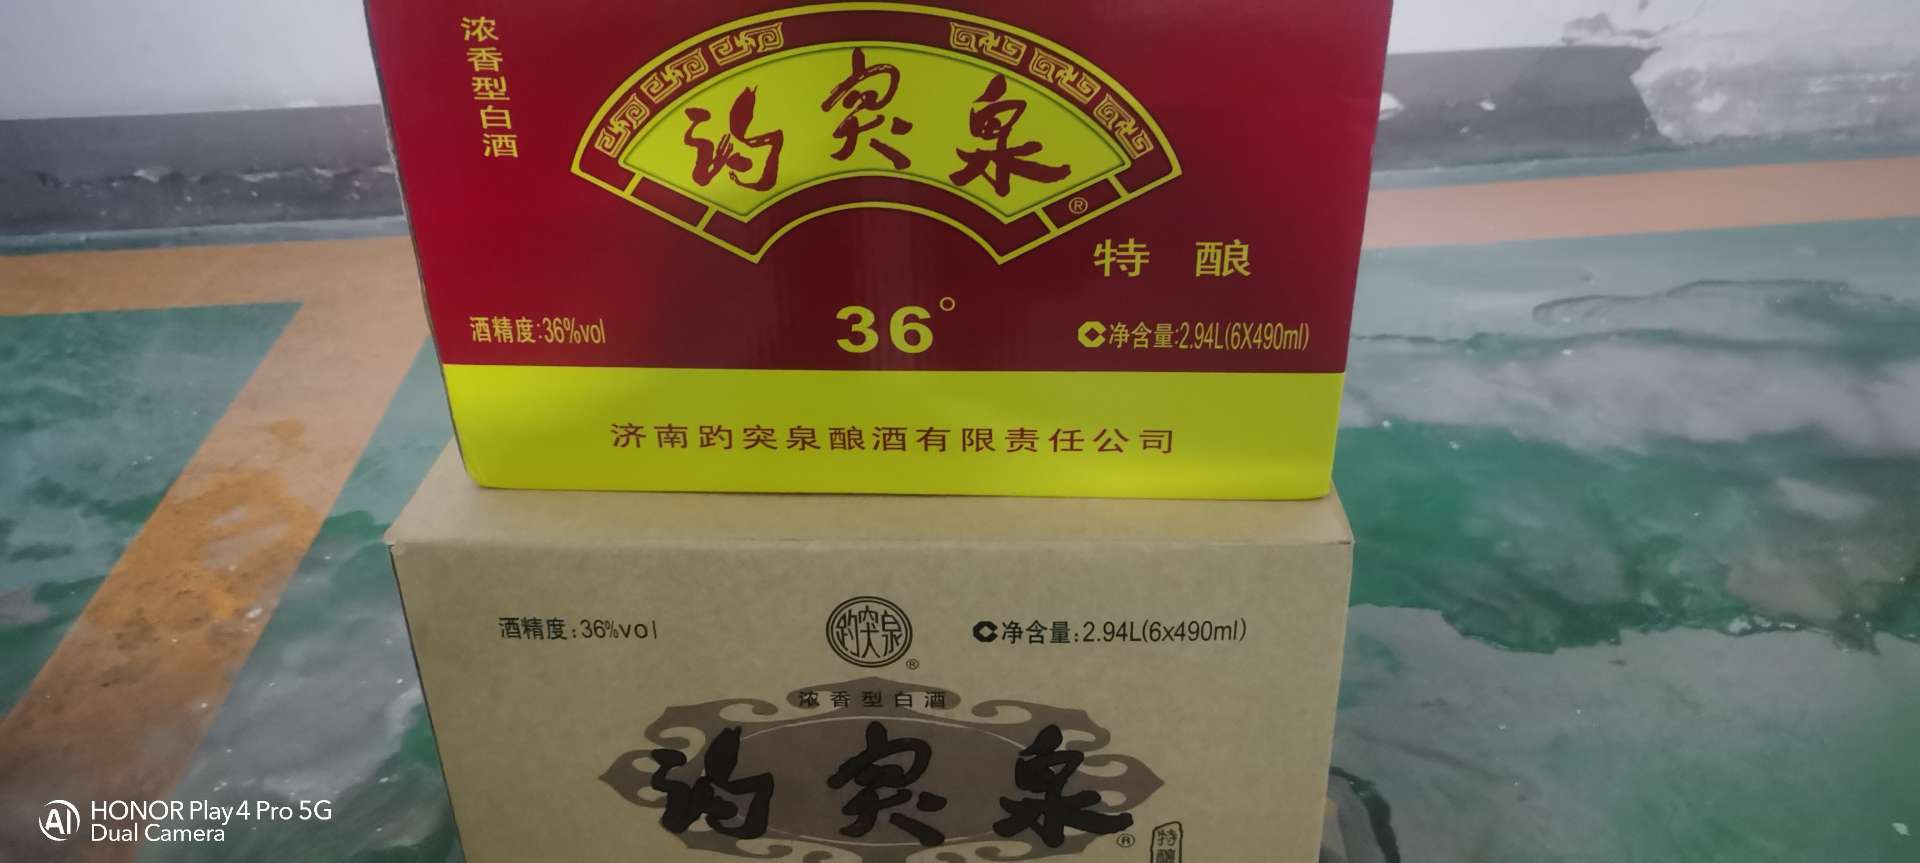 浓香型白酒
趵突泉
®
特酿
酒精度:36%vol
36°
净含量:2.94L(6X490ml)
济南趵突泉酿酒有限责任公司
酒精度:36%vol
趵突泉
®
净含量:2.94L(6x490ml)
浓香型白酒
趵突泉
®
特酿
AI
HONOR Play4 Pro 5G
Dual Camera